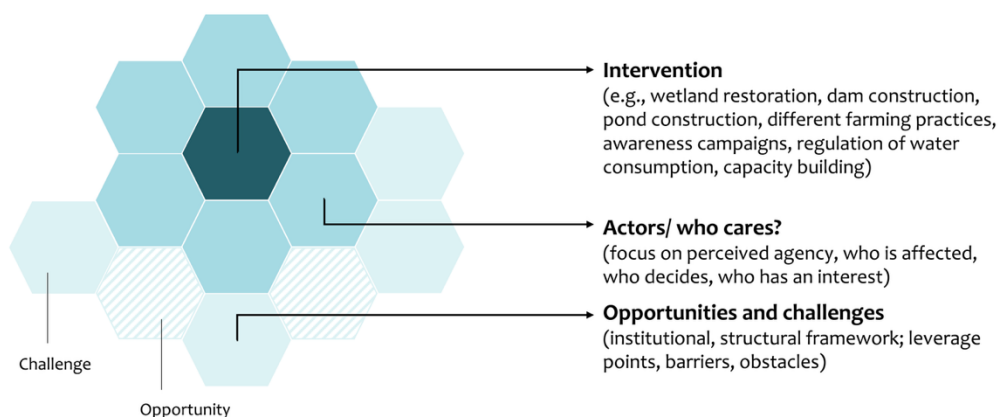 Intervention
(e.g., wetland restoration, dam construction,
pond construction, different farming practices,
awareness campaigns, regulation of water
consumption, capacity building)
Actors/ who cares?
(focus on perceived agency, who is affected,
who decides, who has an interest)
Opportunities and challenges
(institutional, structural framework; leverage
points, barriers, obstacles)
Challenge
Opportunity